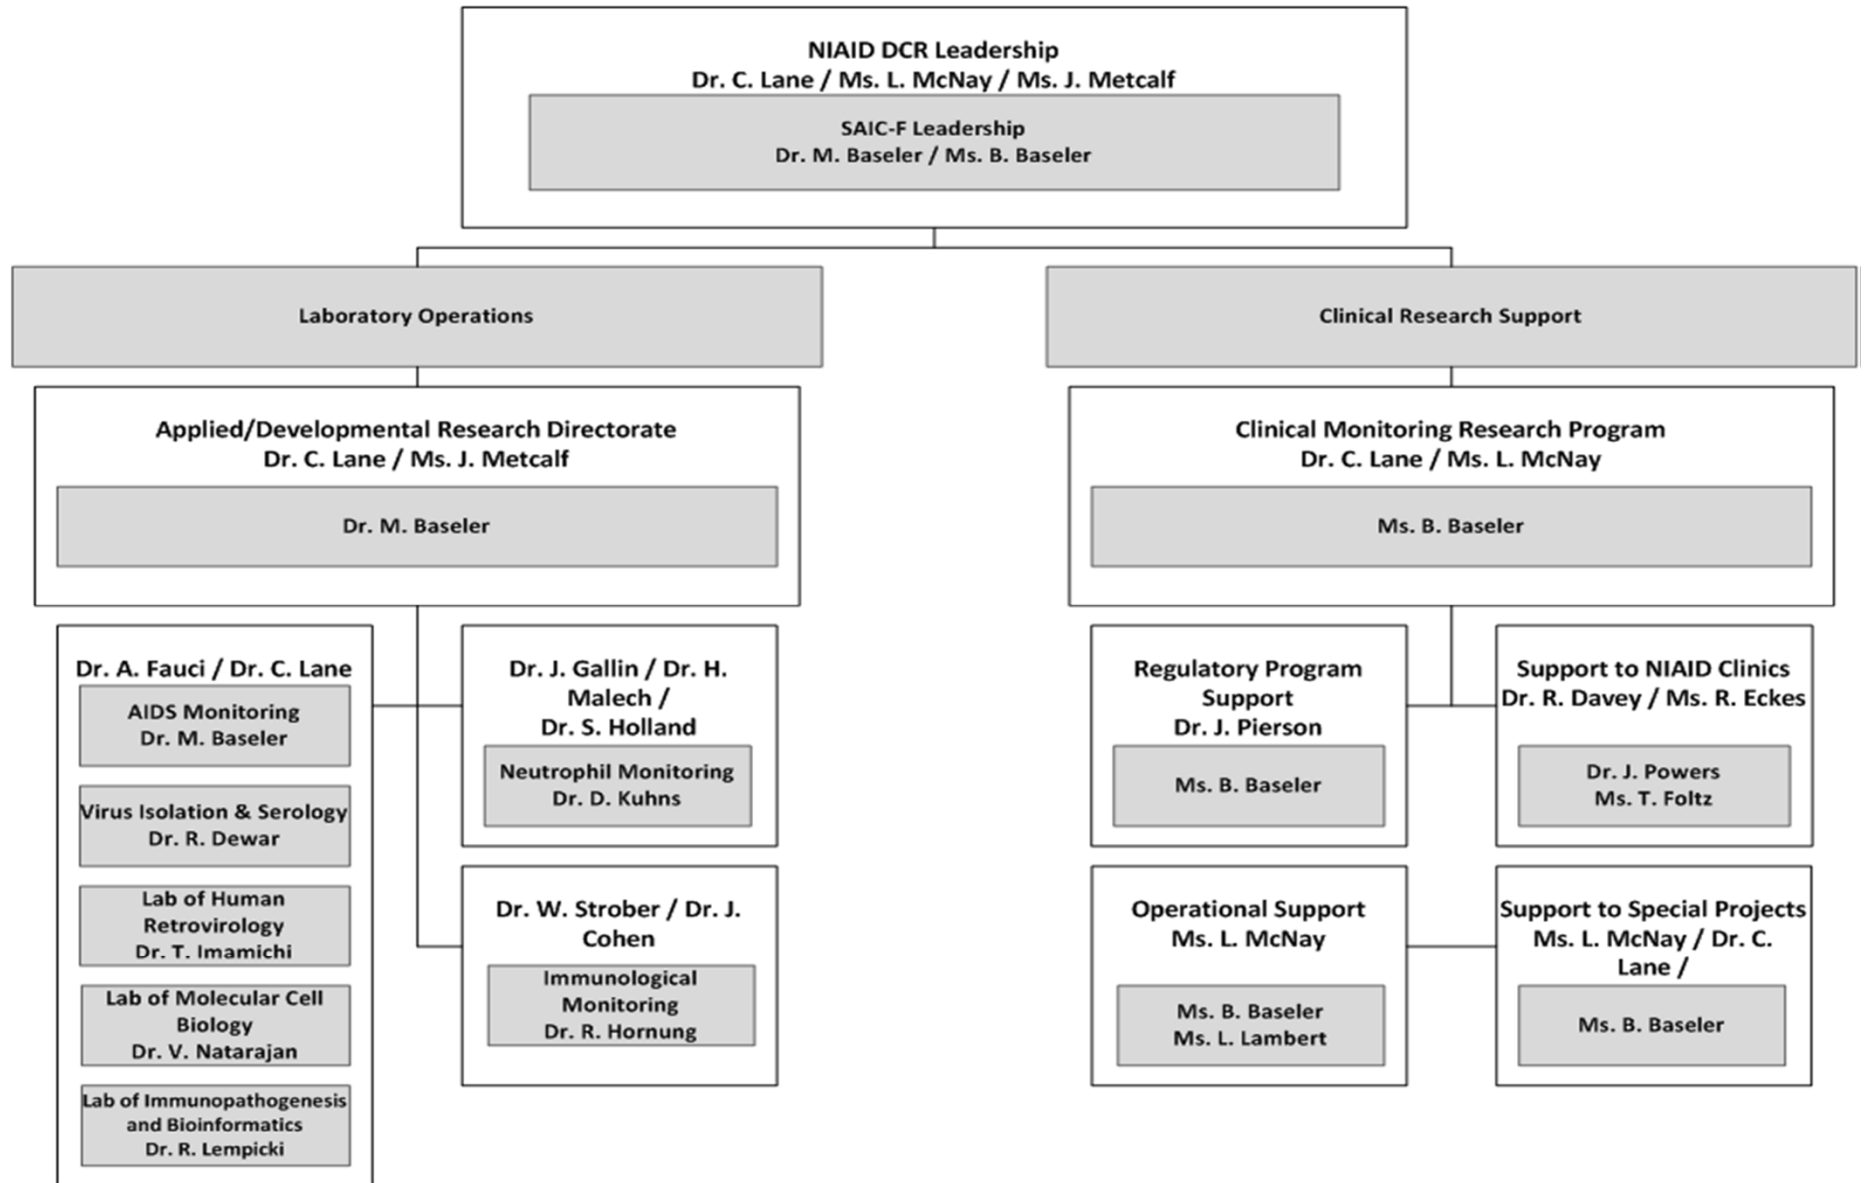 NIAID DCR Leadership
Dr. C. Lane / Ms. L. McNay / Ms. J. Metcalf
SAIC-F Leadership
Dr. M. Baseler / Ms. B. Baseler
Laboratory Operations
Clinical Research Support
Applied/Developmental Research Directorate
Dr. C. Lane / Ms. J. Metcalf
Dr. M. Baseler
Clinical Monitoring Research Program
Dr. C. Lane / Ms. L. McNay
Ms. B. Baseler
Dr. A. Fauci / Dr. C. Lane
AIDS Monitoring
Dr. M. Baseler
Virus Isolation & Serology
Dr. R. Dewar
Lab of Human
Retrovirology
Dr. T. Imamichi
Lab of Molecular Cell
Biology
Dr. V. Natarajan
Lab of Immunopathogenesis
and Bioinformatics
Dr. R. Lempicki
Dr. J. Gallin / Dr. H.
Malech /
Dr. S. Holland
Neutrophil Monitoring
Dr. D. Kuhns
Dr. W. Strober / Dr. J.
Cohen
Immunological
Monitoring
Dr. R. Hornung
Regulatory Program
Support
Dr. J. Pierson
Ms. B. Baseler
Support to NIAID Clinics
Dr. R. Davey / Ms. R. Eckes
Dr. J. Powers
Ms. T. Foltz
Operational Support
Ms. L. McNay
Ms. B. Baseler
Ms. L. Lambert
Support to Special Projects
Ms. L. McNay / Dr. C.
Lane /
Ms. B. Baseler